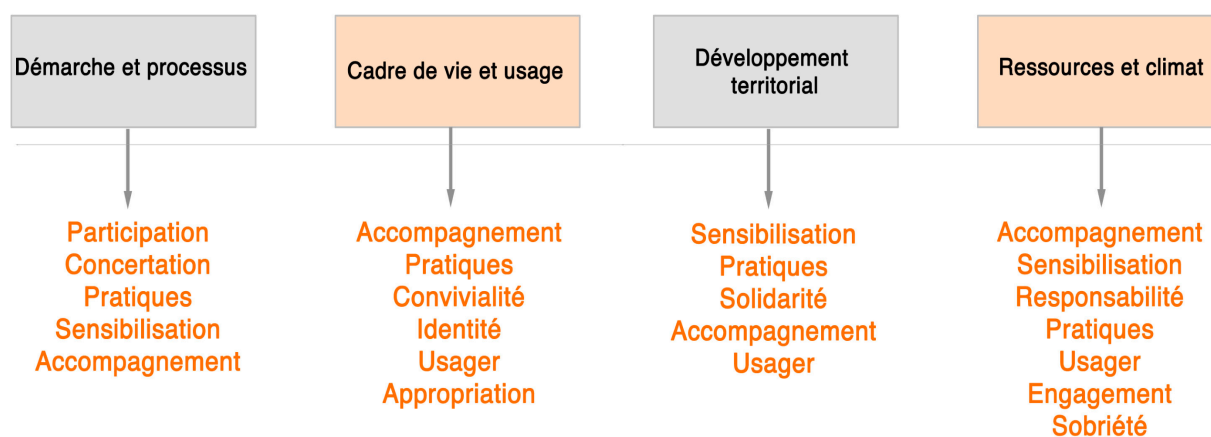 Démarche et processus
Cadre de vie et usage
Développement
territorial
Ressources et climat
Participation
Concertation
Pratiques
Sensibilisation
Accompagnement
Accompagnement
Pratiques
Convivialité
Identité
Usager
Appropriation
Sensibilisation
Pratiques
Solidarité
Accompagnement
Usager
Accompagnement
Sensibilisation
Responsabilité
Pratiques
Usager
Engagement
Sobriété